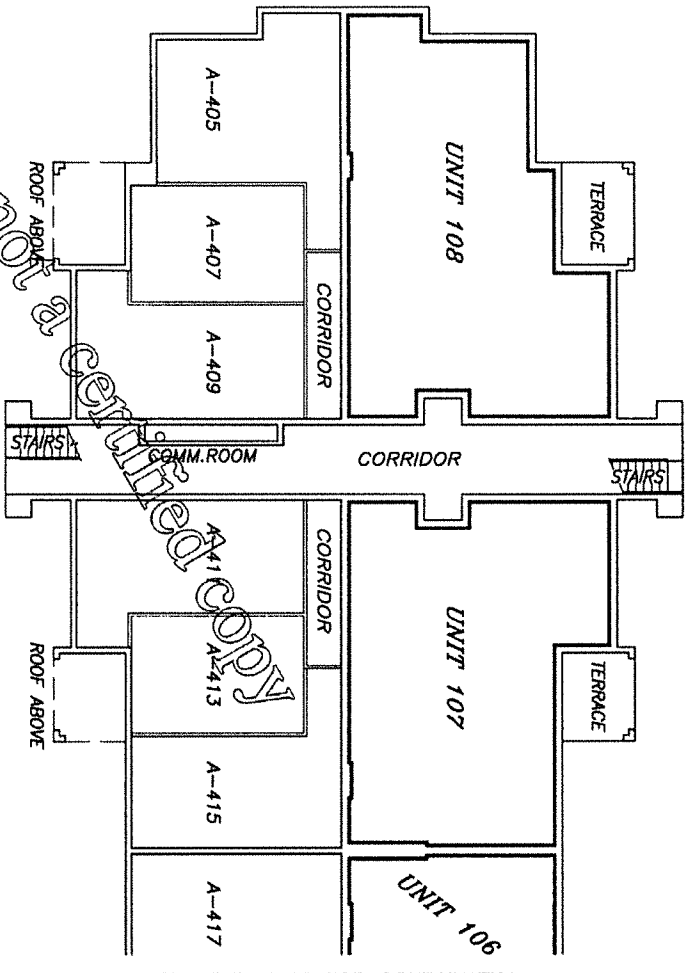 A-405
UNIT 108
TERRACE
ROOF ABOVE
A-407
A-409
CORRIDOR
STAIRS
COMM.ROOM
CORRIDOR
STAIRS
A-411
CORRIDOR
A-413
UNIT 107
TERRACE
ROOF ABOVE
A-415
A-417
UNIT 106
not a certified copy